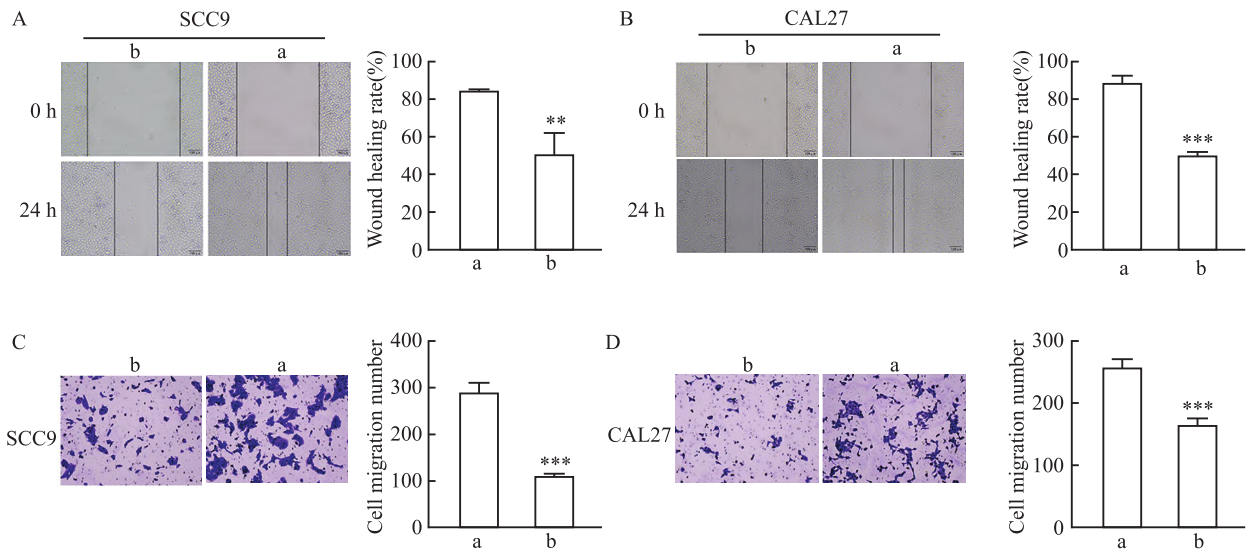 A
SCC9
b
a
0 h
24 h
Wound healing rate(%)
100
80
60
40
20
0
**
a
b
B
CAL27
b
a
0 h
24 h
Wound healing rate(%)
100
80
60
40
20
0
***
a
b
C
b
a
SCC9
Cell migration number
400
300
200
100
0
***
a
b
D
b
a
CAL27
Cell migration number
300
200
100
0
***
a
b